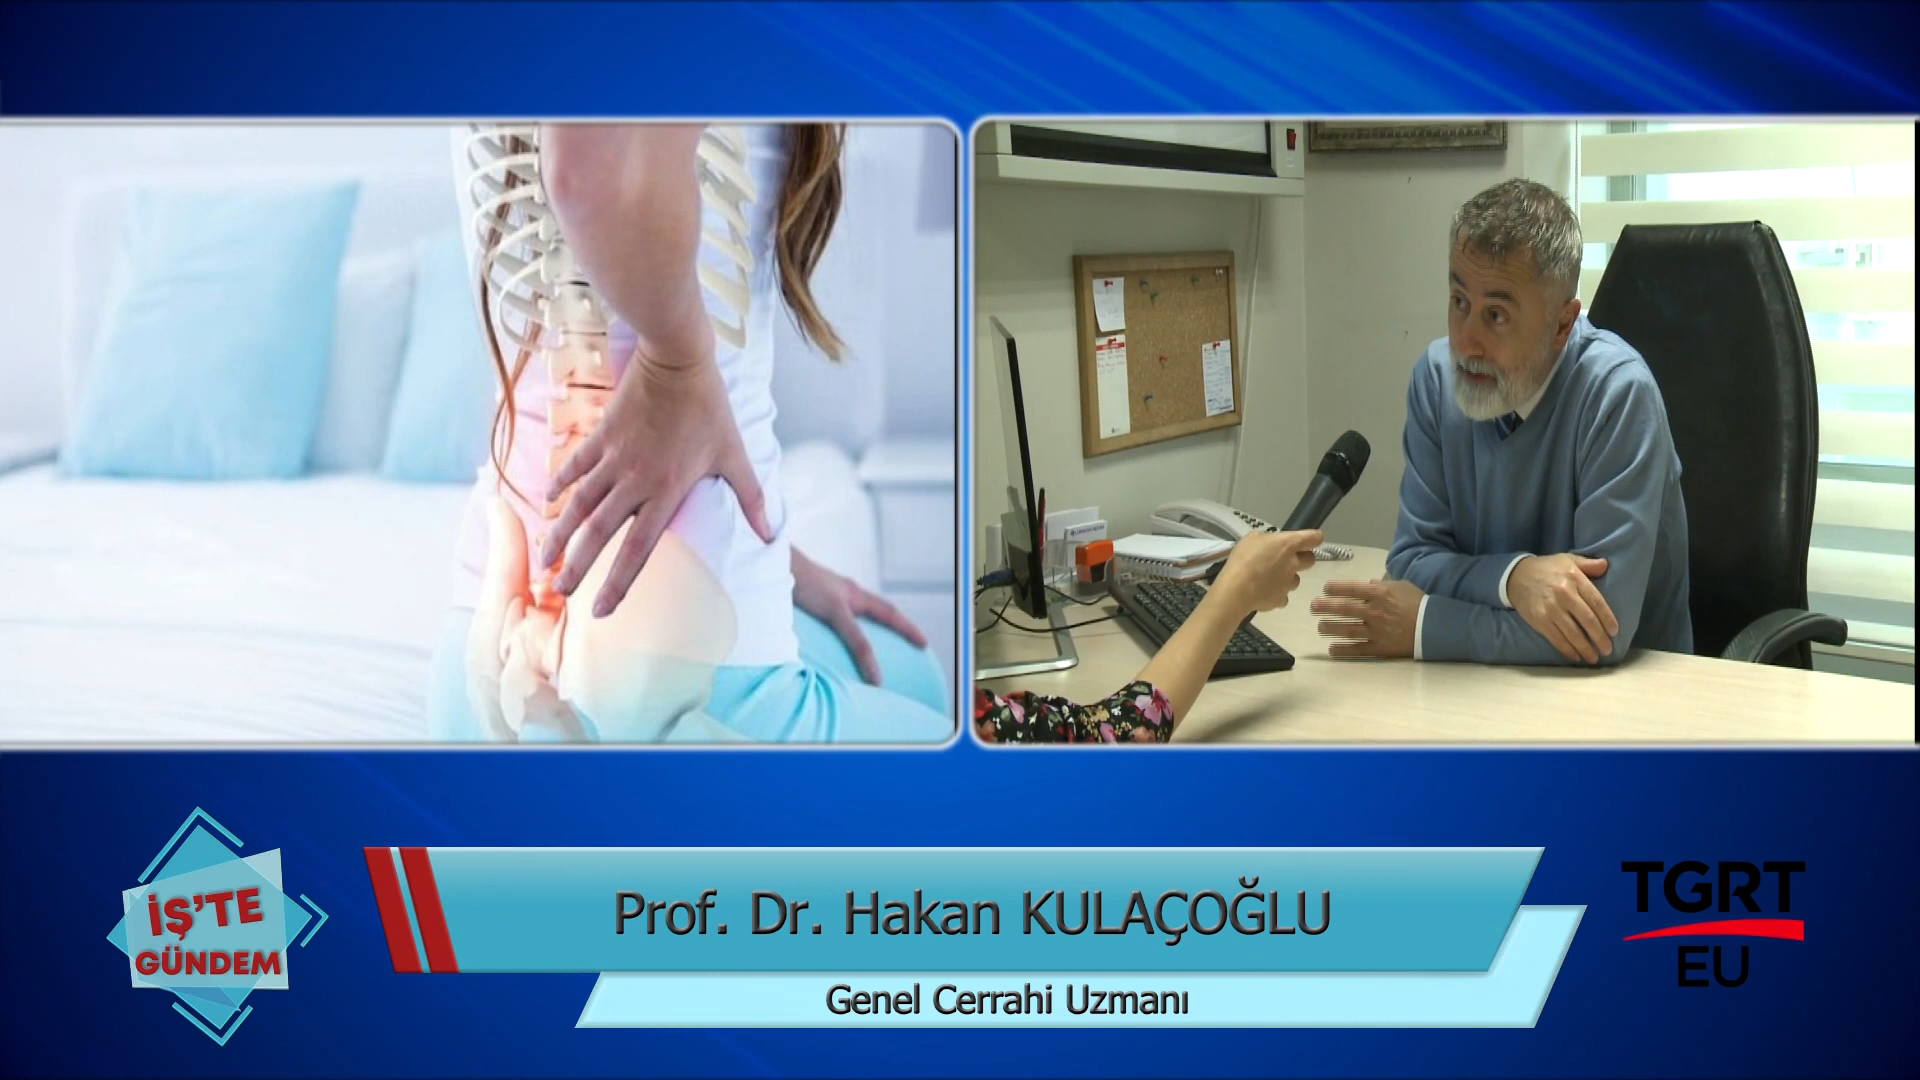 Prof. Dr. Hakan KULAÇOĞLU
Genel Cerrahi Uzmanı
İŞ'TE
GÜNDEM
TGRT
EU